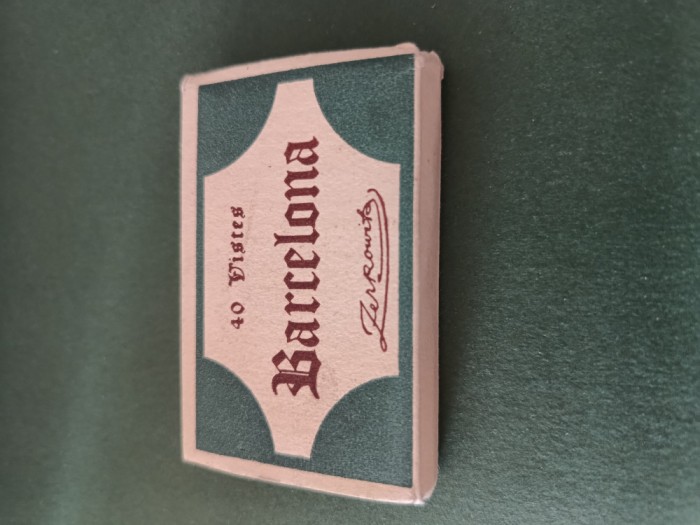 40 Vistes
Barcelona
Zerkowitz